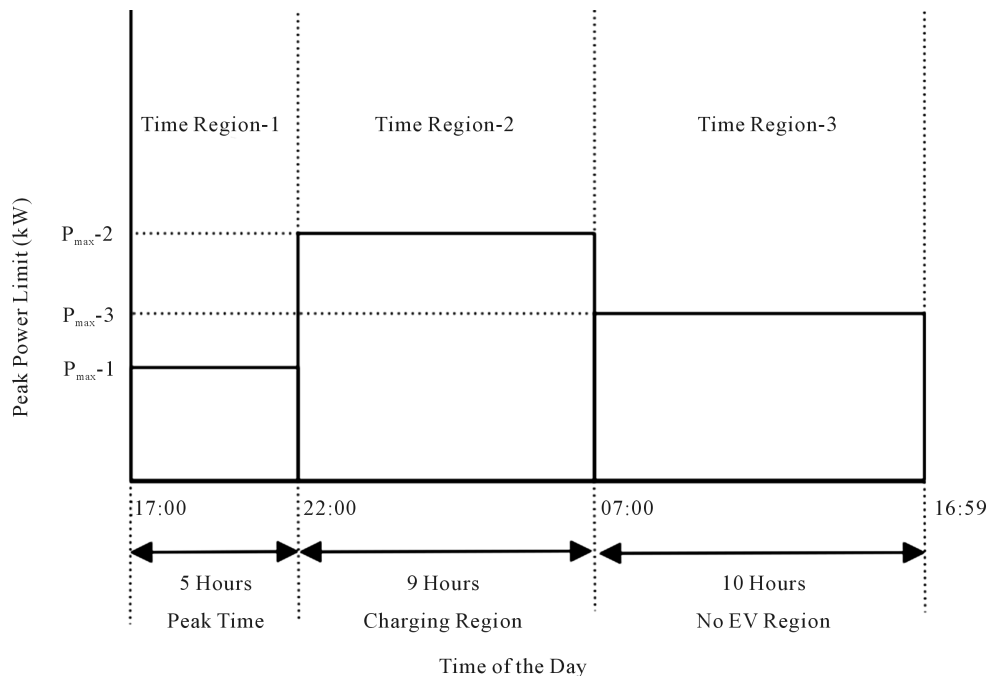 Time Region-1 Time Region-2 Time Region-3
Peak Power Limit (kW)
Pmax-2
Pmax-3
Pmax-1
17:00 22:00 07:00 16:59
5 Hours 9 Hours 10 Hours
Peak Time Charging Region No EV Region
Time of the Day